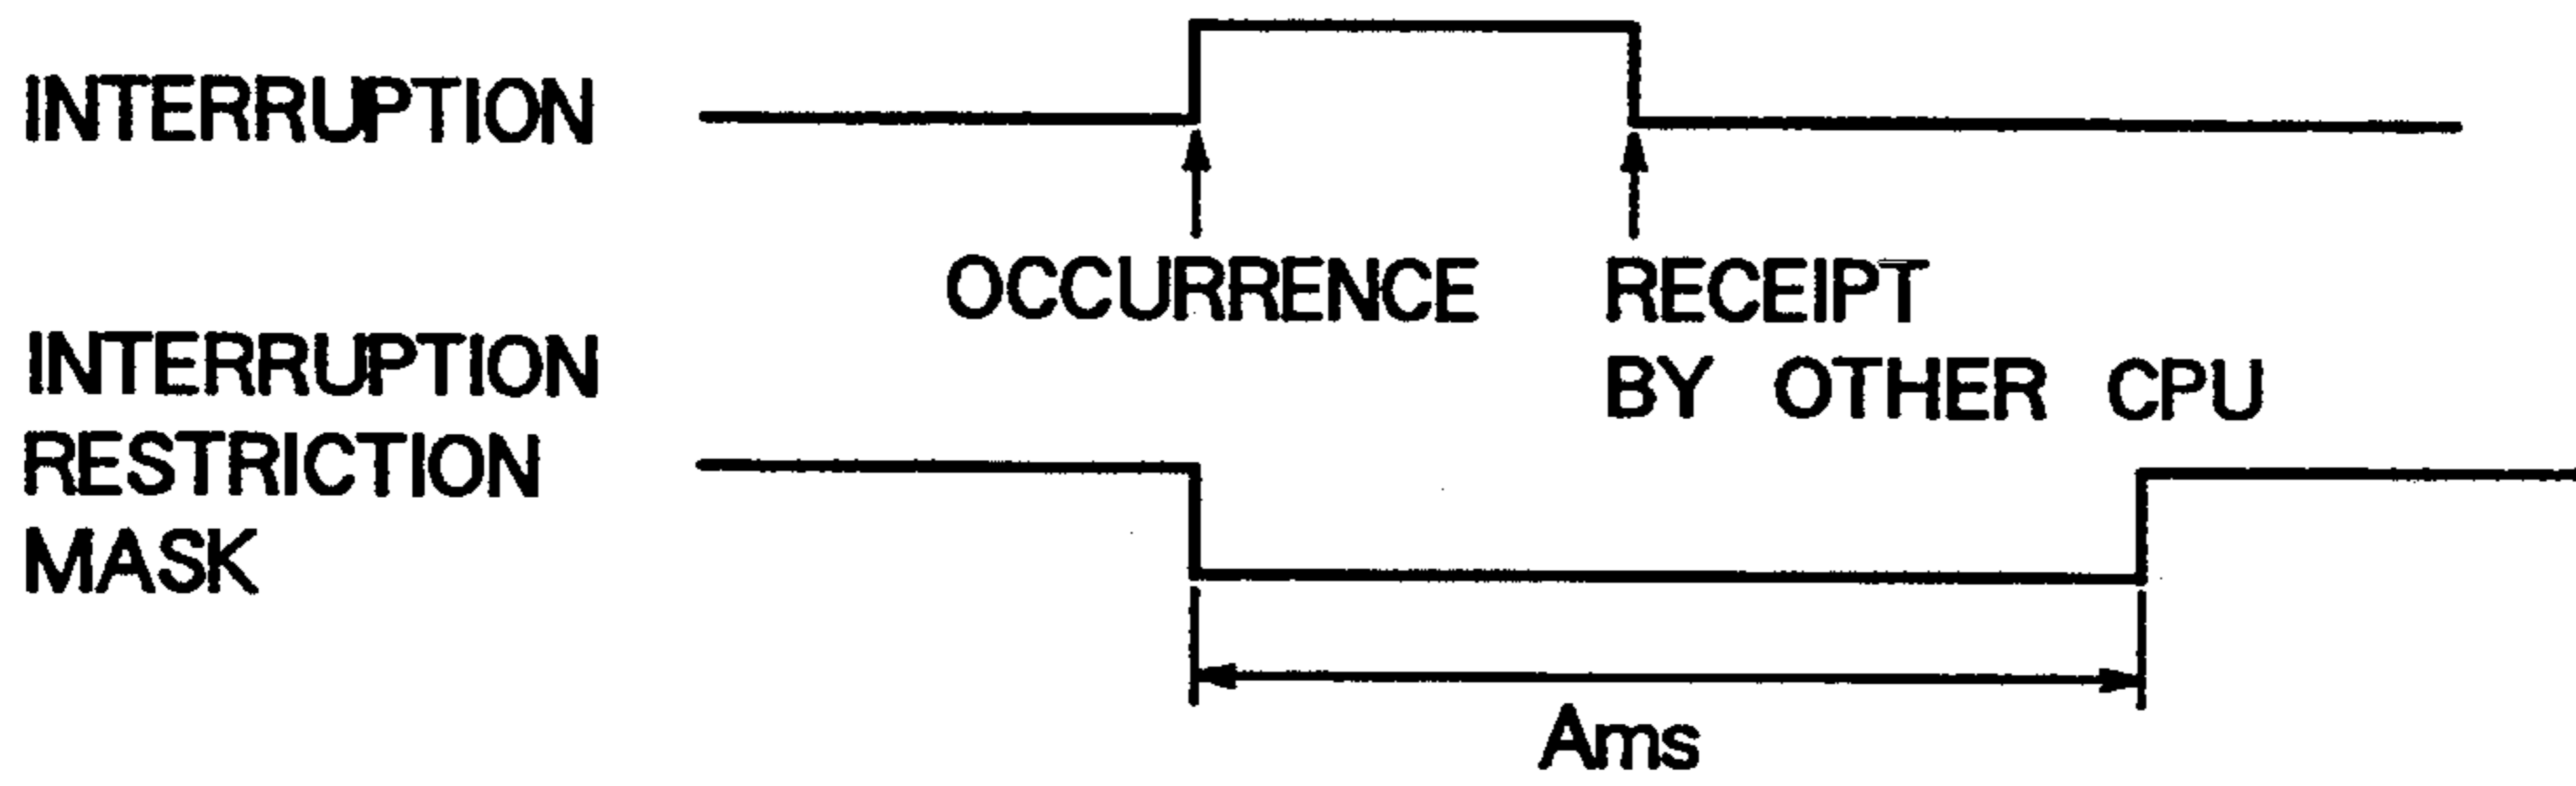 INTERRUPTION
OCCURRENCE
RECEIPT
BY OTHER CPU
INTERRUPTION
RESTRICTION
MASK
Ams